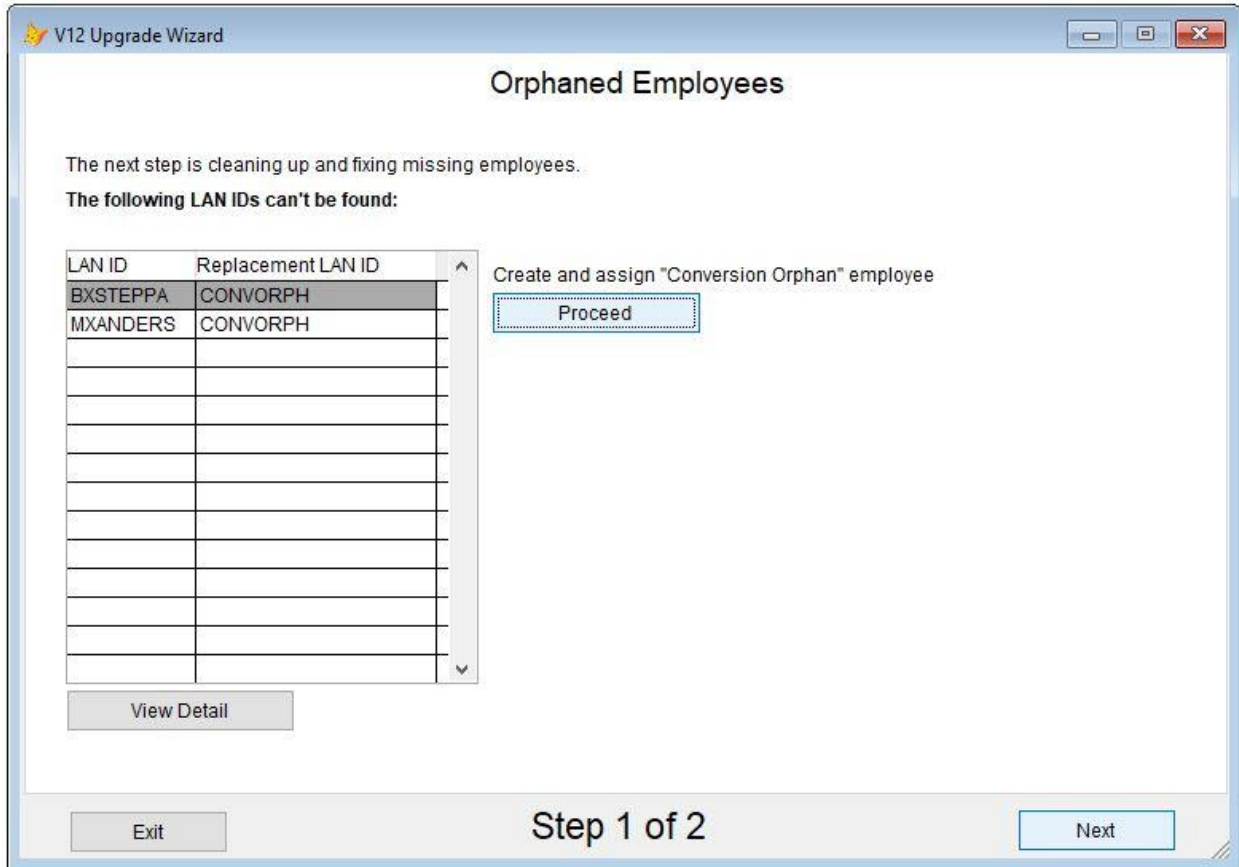 V12 Upgrade Wizard
Orphaned Employees
The next step is cleaning up and fixing missing employees.
The following LAN IDs can't be found:
LAN ID Replacement LAN ID
BXSTEPPA CONVORPH
MXANDERS CONVORPH
Create and assign "Conversion Orphan" employee
Proceed
View Detail
Exit
Step 1 of 2
Next